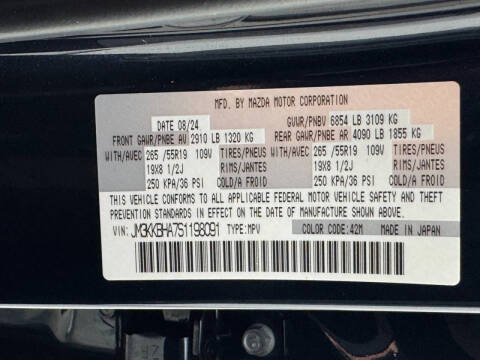 MFD. BY MAZDA MOTOR CORPORATION
DATE 08/24 GVWR/PNBV 6854 LB 3109 KG
FRONT GAWR/PNBE AV 2910 LB 1320 KG REAR GAWR/PNBE AR 4090 LB 1855 KG
WITH/AVEC 265 /55R19 109V TIRES/PNEUS WITH/AVEC 265 /55R19 109V TIRES/PNEUS
19X8 1/2J RIMS/JANTES 19X8 1/2J RIMS/JANTES
250 KPA/36 PSI COLD/A FROID 250 KPA/36 PSI COLD/A FROID
THIS VEHICLE CONFORMS TO ALL APPLICABLE FEDERAL MOTOR VEHICLE SAFETY AND
THEFT PREVENTION STANDARDS IN EFFECT ON THE DATE OF MANUFACTURE SHOWN ABOVE.
VIN: JM3KKBHA7S1198091 TYPE: MPV COLOR CODE: 42M MADE IN JAPAN